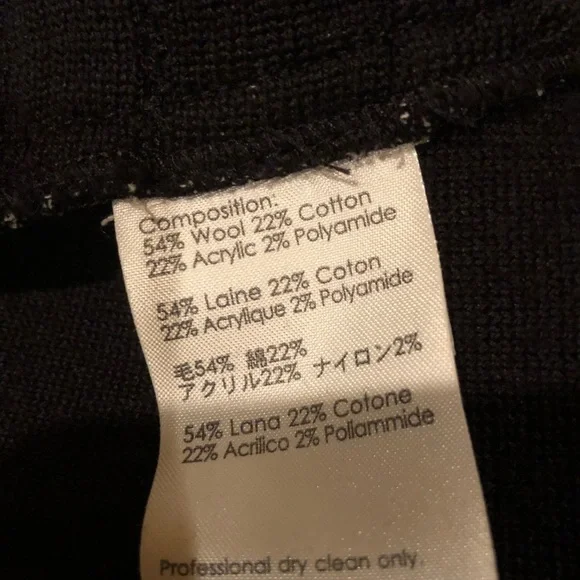 Composition:
54% Wool 22% Cotton
22% Acrylic 2% Polyamide
54% Laine 22% Coton
22% Acrylique 2% Polyamide
毛54% 綿22%
アクリル22% ナイロン2%
54% Lana 22% Cotone
22% Acrilico 2% Poliammide
Professional dry clean only.